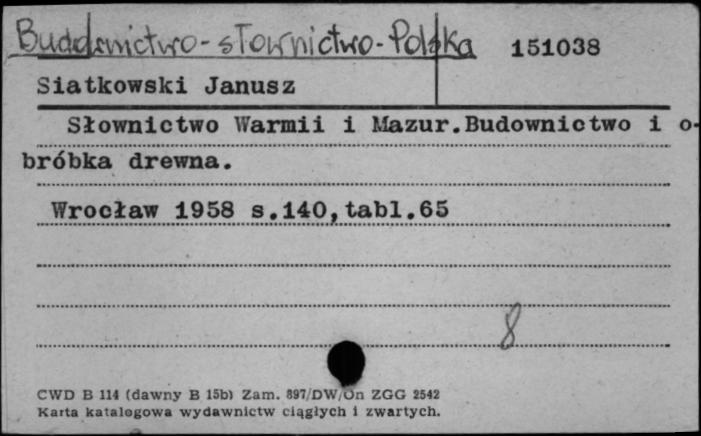 Budownictwo - słownictwo - Polska 151038
Siatkowski Janusz
Słownictwo Warmii i Mazur.Budownictwo i o-
bróbka drewna.
Wrocław 1958 s.140,tabl.65
8
CWD B 114 (dawny B 15b) Zam. 897/DW/On ZGG 2542
Karta katalogowa wydawnictw ciągłych i zwartych.